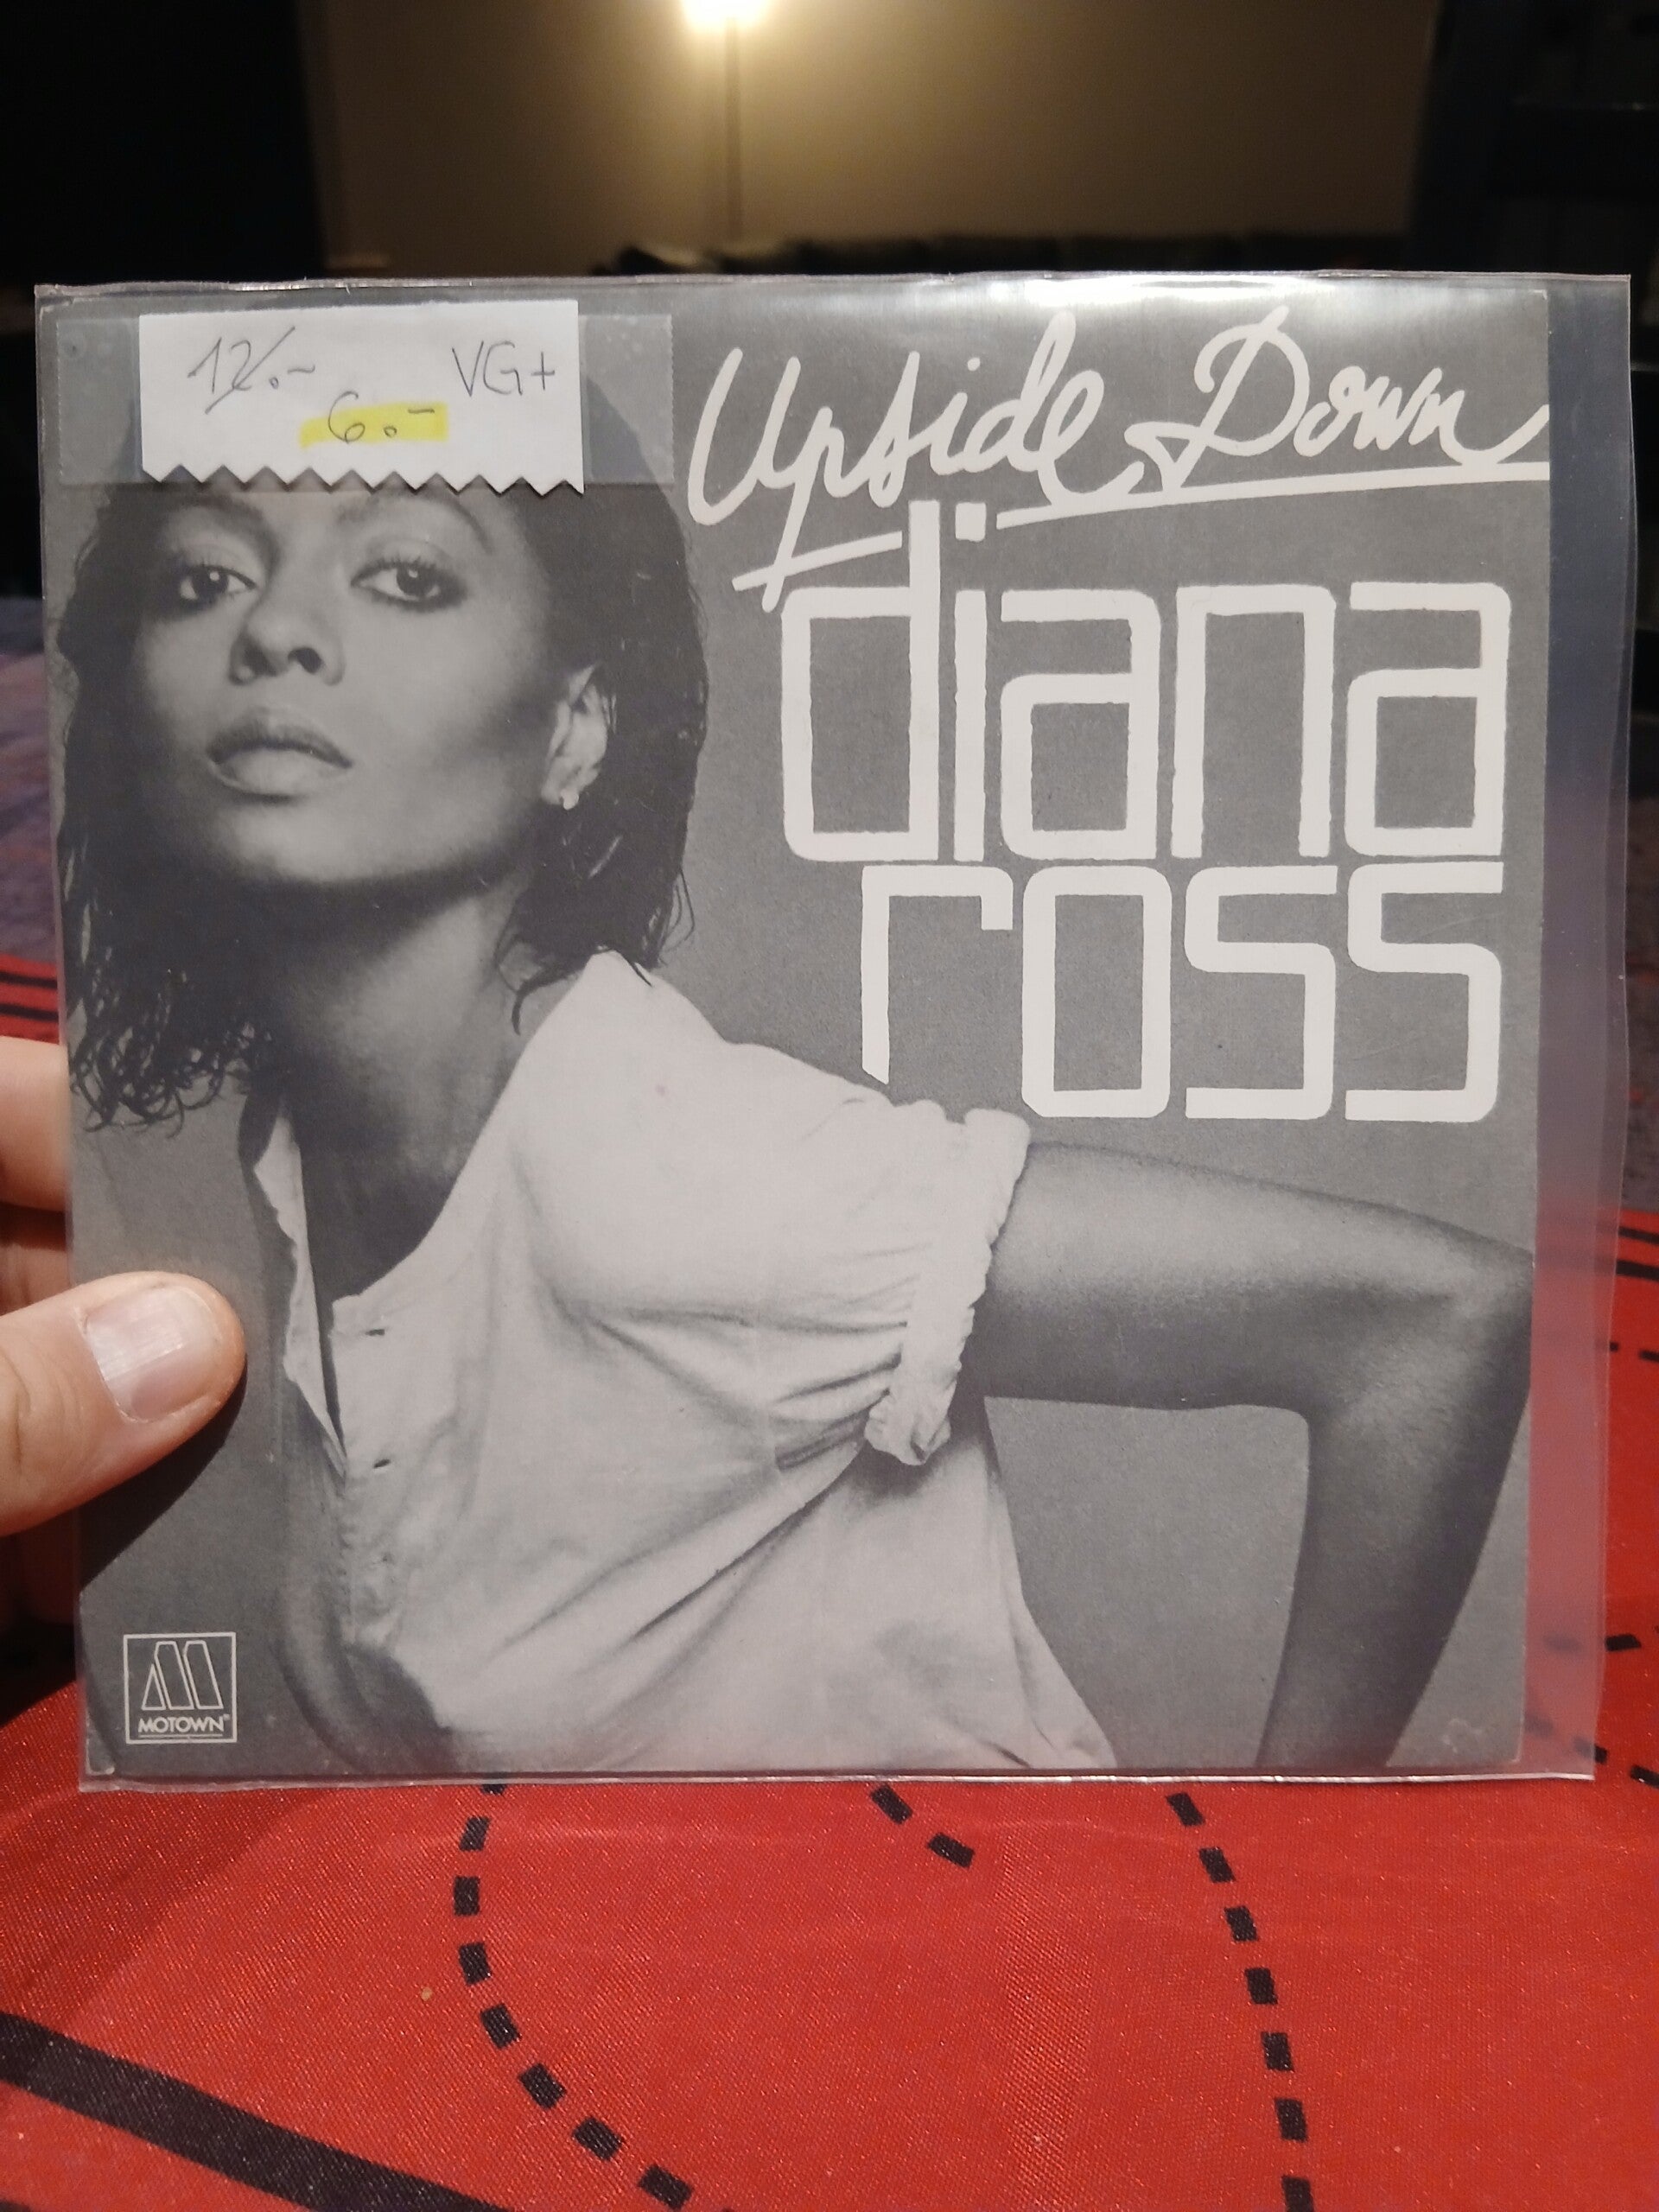 12.- VG+
6.-
Upside Down
diana
ross
MOTOWN®